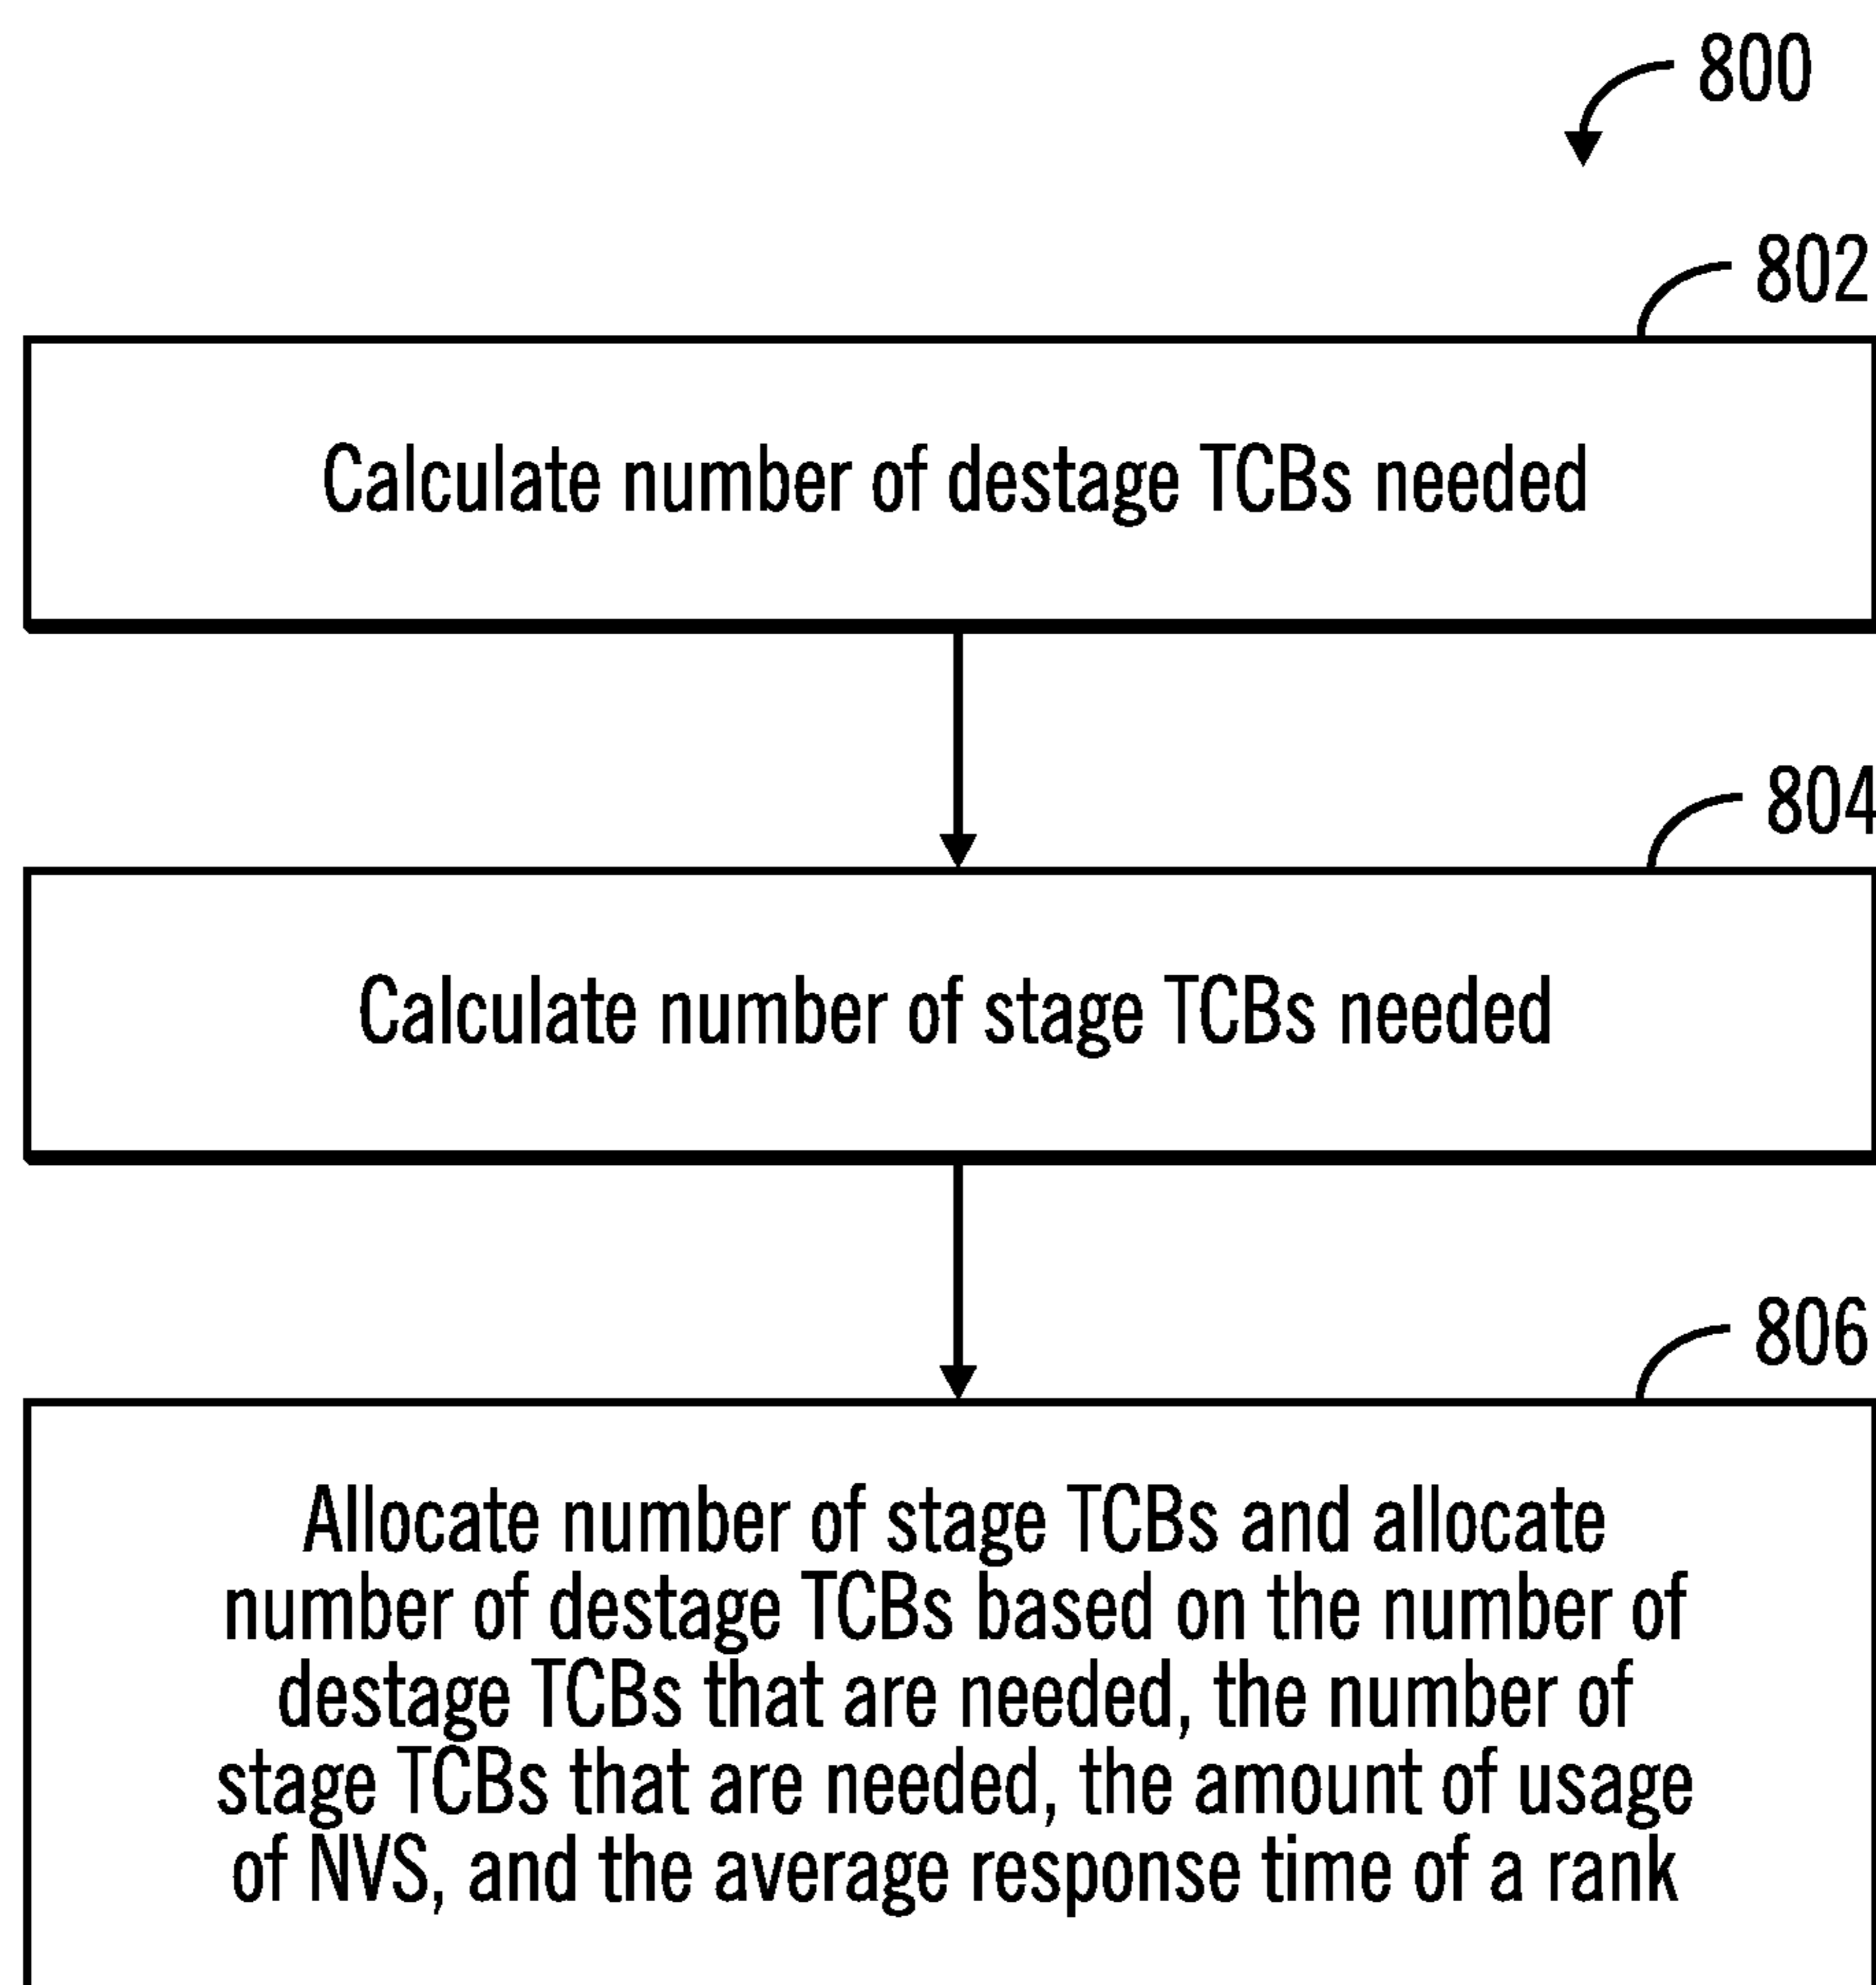 800
802
Calculate number of destage TCBs needed
804
Calculate number of stage TCBs needed
806
Allocate number of stage TCBs and allocate
number of destage TCBs based on the number of
destage TCBs that are needed, the number of
stage TCBs that are needed, the amount of usage
of NVS, and the average response time of a rank